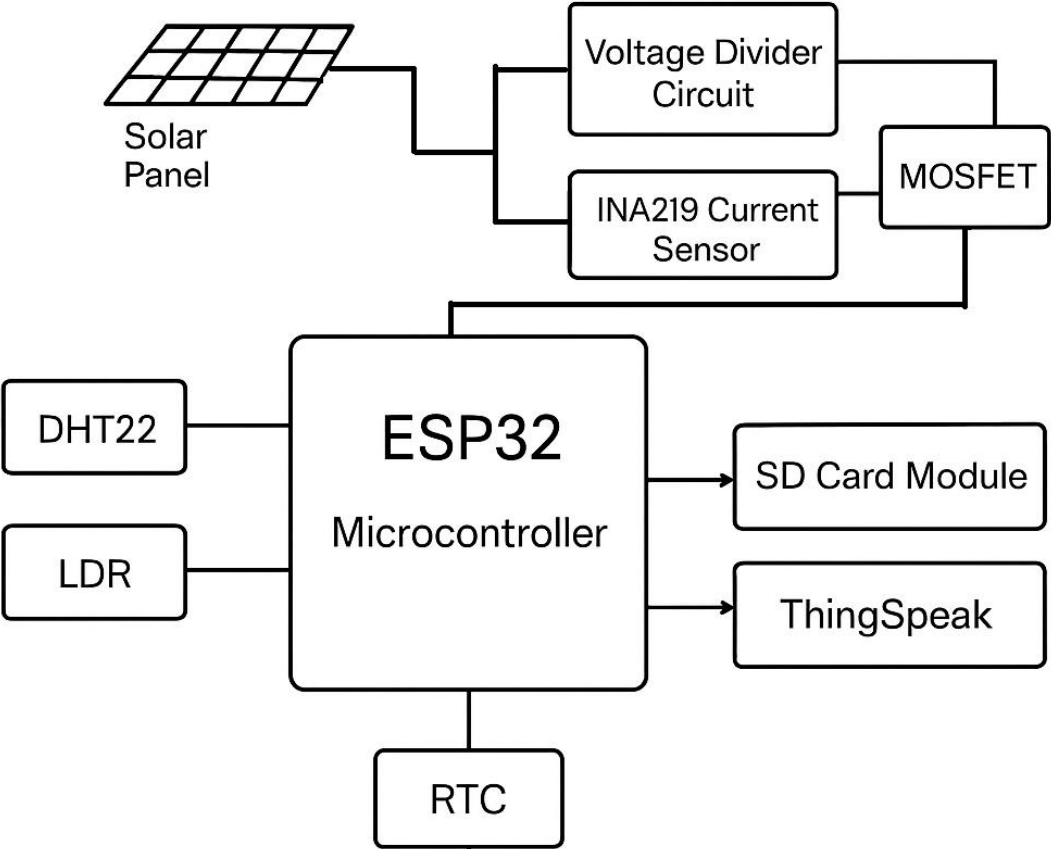 Solar
Panel
Voltage Divider
Circuit
INA219 Current
Sensor
MOSFET
DHT22
LDR
ESP32
Microcontroller
SD Card Module
ThingSpeak
RTC